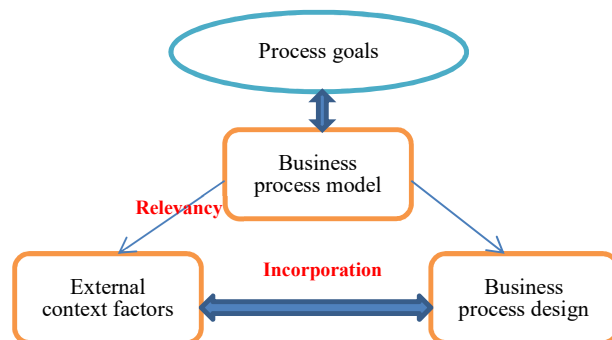 Process goals
Business
process model
Relevancy
Incorporation
External
context factors
Business
process design